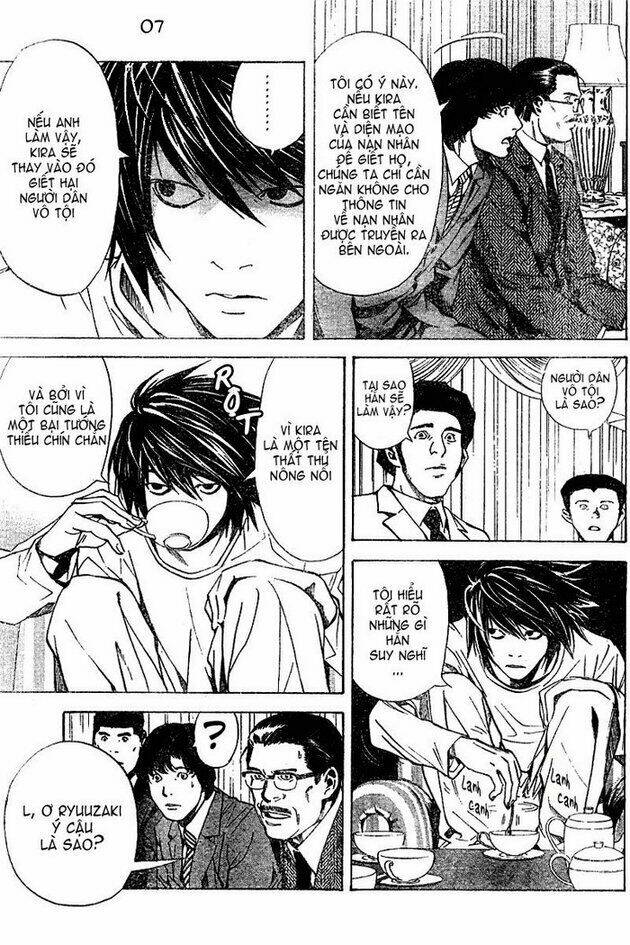 07
TÔI CÓ Ý NÀY.
NẾU KIRA
CẦN BIẾT TÊN
VÀ DIỆN MẠO
CỦA NẠN NHÂN
ĐỂ GIẾT HỌ,
CHÚNG TA CHỈ CẦN
NGĂN KHÔNG CHO
THÔNG TIN
VỀ NẠN NHÂN
ĐƯỢC TRUYỀN RA
BÊN NGOÀI.
........
NẾU ANH
LÀM VẬY,
KIRA SẼ
THAY VÀO ĐÓ
GIẾT HẠI
NGƯỜI DÂN
VÔ TỘI
NGƯỜI DÂN
VÔ TỘI
LÀ SAO?
TẠI SAO
HẮN SẼ
LÀM VẬY?
VÌ KIRA
LÀ MỘT TÊN
THẤT THU
NÔNG NỔI
RỘT
VÀ BỞI VÌ
TÔI CŨNG LÀ
MỘT BẠI TƯỚNG
THIẾU CHÍN CHẮN
TÔI HIỂU
RẤT RÕ
NHỮNG GÌ
HẮN
SUY NGHĨ
...
Lanh
canh
Lanh
canh
?
L, Ơ RYUUZAKI
Ý CẬU
LÀ SAO?